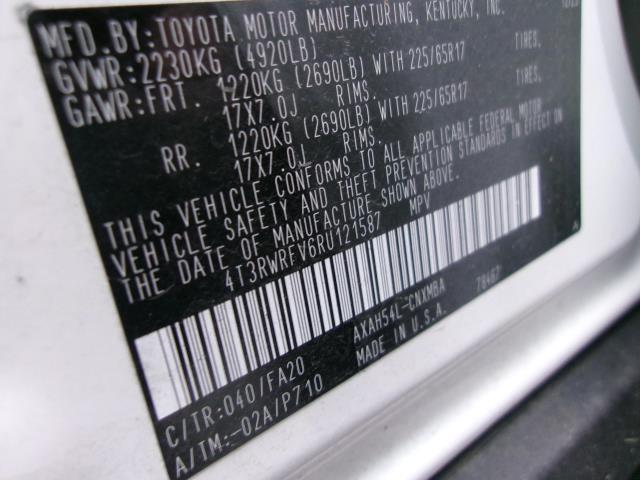 MFD. BY: TOYOTA MOTOR MANUFACTURING, KENTUCKY, INC.
GVWR: 2230KG (4920LB)
GAWR: FRT. 1220KG (2690LB) WITH 225/65R17 TIRES.
17X7.0J RIMS.
RR. 1220KG (2690LB) WITH 225/65R17 TIRES.
17X7.0J RIMS.
THIS VEHICLE CONFORMS TO ALL APPLICABLE FEDERAL MOTOR
VEHICLE SAFETY AND THEFT PREVENTION STANDARDS IN EFFECT ON
THE DATE OF MANUFACTURE SHOWN ABOVE.
4T3RWRFV6RU121587 MPV
A
AXAH54L-CNXMBA 78467
C/TR: 040/FA20 MADE IN U.S.A.
A/TM: -02A/P710